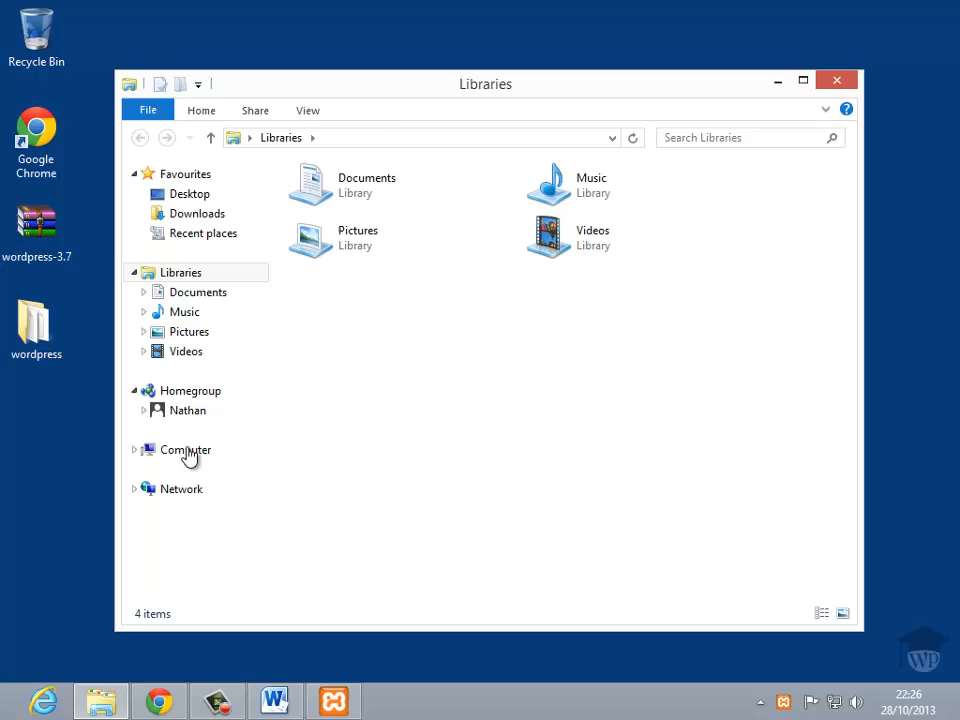 Recycle Bin
Google
Chrome
wordpress-3.7
wordpress
Libraries
File
Home
Share
View
Libraries
Search Libraries
Favourites
Desktop
Downloads
Recent places
Libraries
Documents
Music
Pictures
Videos
Homegroup
Nathan
Computer
Network
Documents
Library
Music
Library
Pictures
Library
Videos
Library
4 items
WP
22:26
28/10/2013